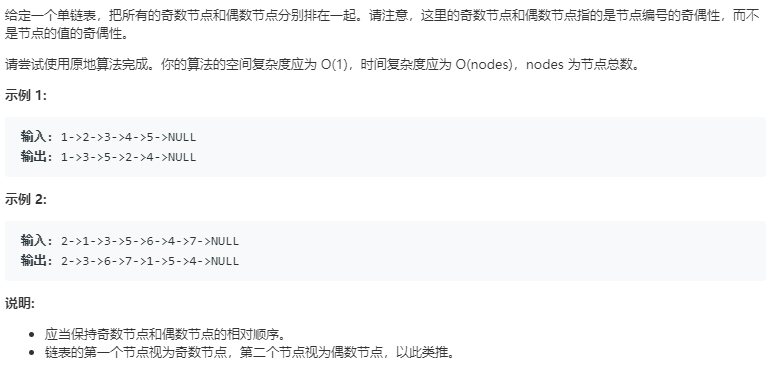 给定一个单链表，把所有的奇数节点和偶数节点分别排在一起。请注意，这里的奇数节点和偶数节点指的是节点编号的奇偶性，而不
是节点的值的奇偶性。
请尝试使用原地算法完成。你的算法的空间复杂度应为 O(1)，时间复杂度应为 O(nodes)，nodes 为节点总数。
示例 1:
输入: 1->2->3->4->5->NULL
输出: 1->3->5->2->4->NULL
示例 2:
输入: 2->1->3->5->6->4->7->NULL
输出: 2->3->6->7->1->5->4->NULL
说明:
• 应当保持奇数节点和偶数节点的相对顺序。
• 链表的第一个节点视为奇数节点，第二个节点视为偶数节点，以此类推。